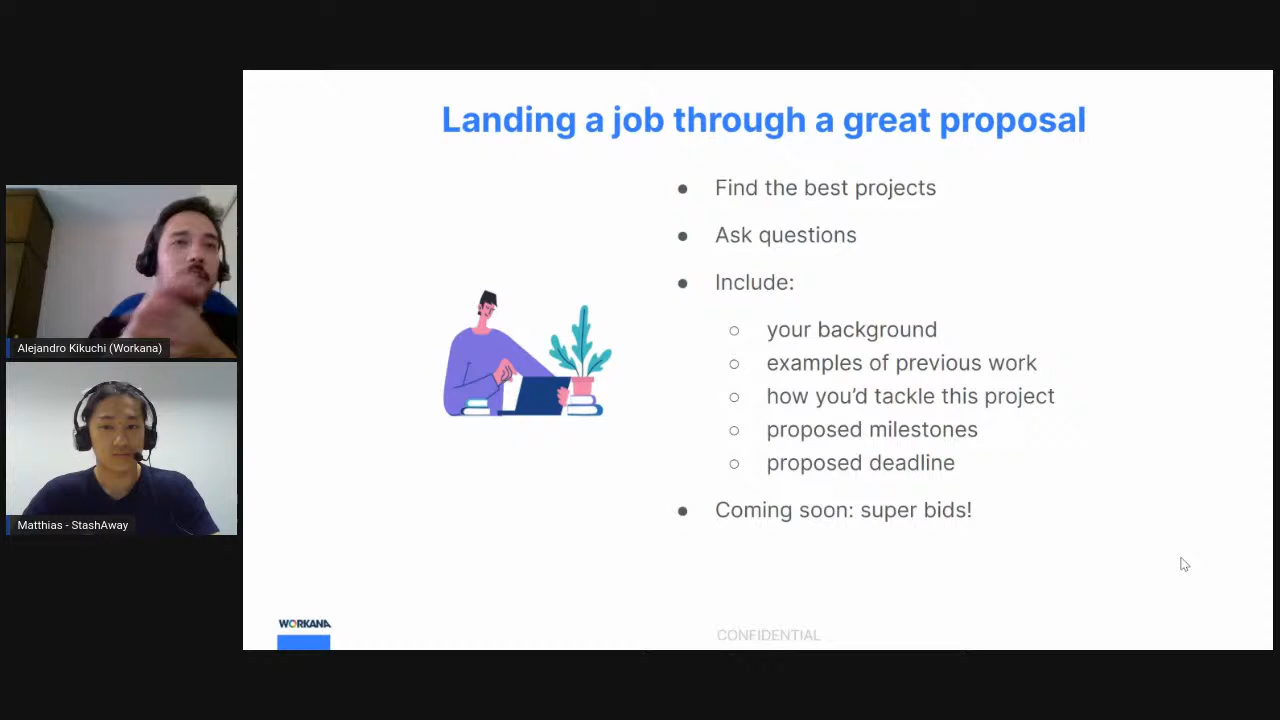 Landing a job through a great proposal
● Find the best projects
● Ask questions
● Include:
○ your background
○ examples of previous work
○ how you’d tackle this project
○ proposed milestones
○ proposed deadline
● Coming soon: super bids!
Alejandro Kikuchi (Workana)
Matthias - StashAway
WORKANA
CONFIDENTIAL